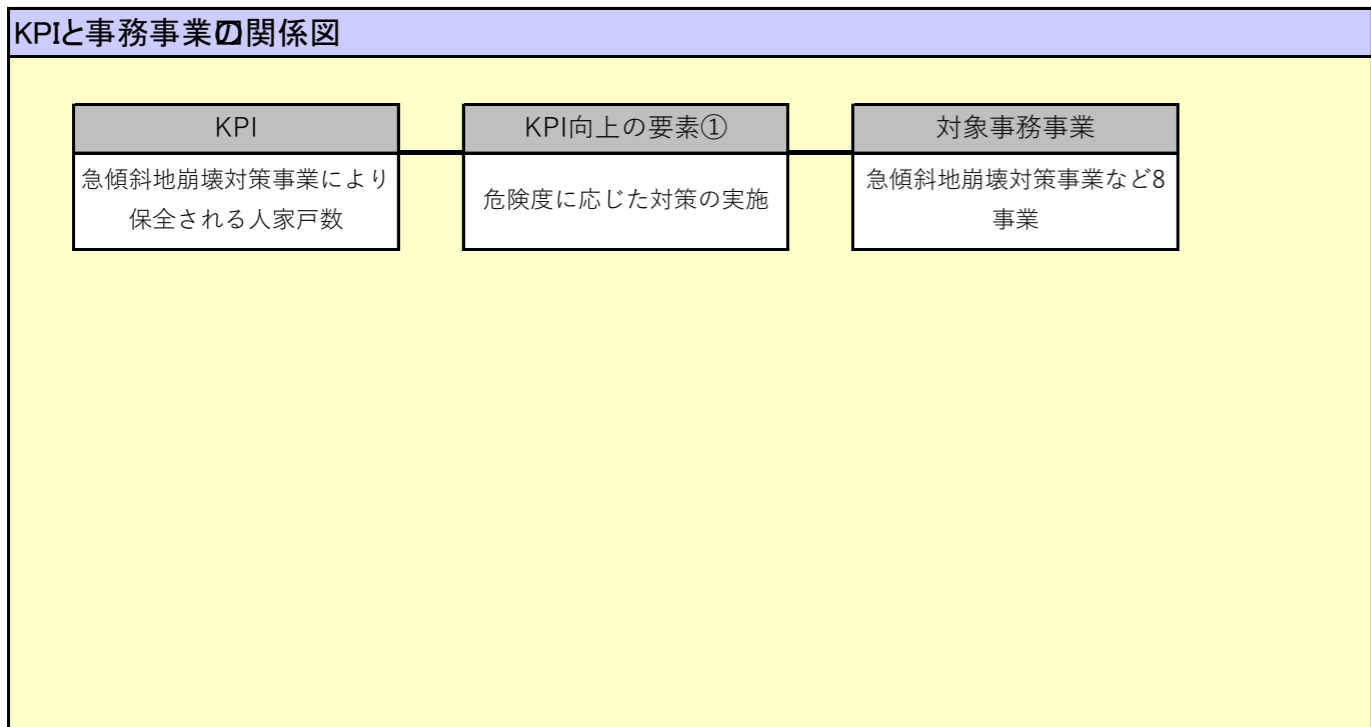 KPIと事務事業の関係図
KPI
KPI向上の要素①
対象事務事業
急傾斜地崩壊対策事業により
保全される人家戸数
危険度に応じた対策の実施
急傾斜地崩壊対策事業など8
事業